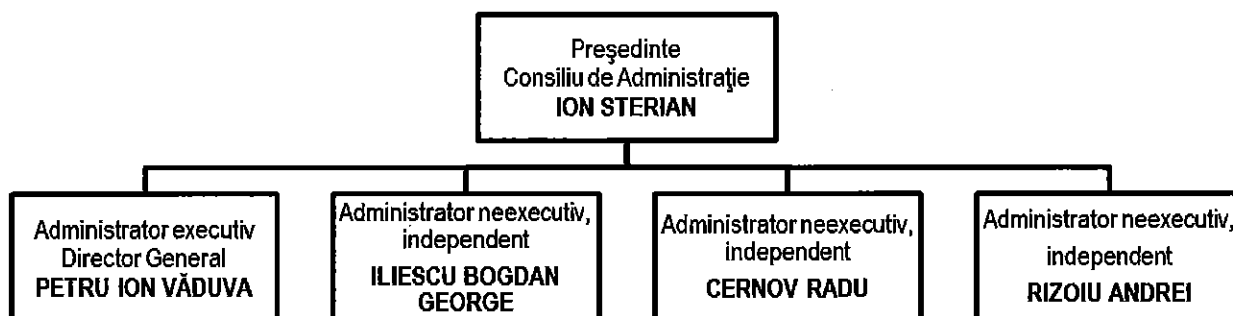 Preşedinte
Consiliu de Administraţie
ION STERIAN
Administrator executiv
Director General
PETRU ION VĂDUVA
Administrator neexecutiv,
independent
ILIESCU BOGDAN
GEORGE
Administrator neexecutiv,
independent
CERNOV RADU
Administrator neexecutiv,
independent
RIZOIU ANDREI